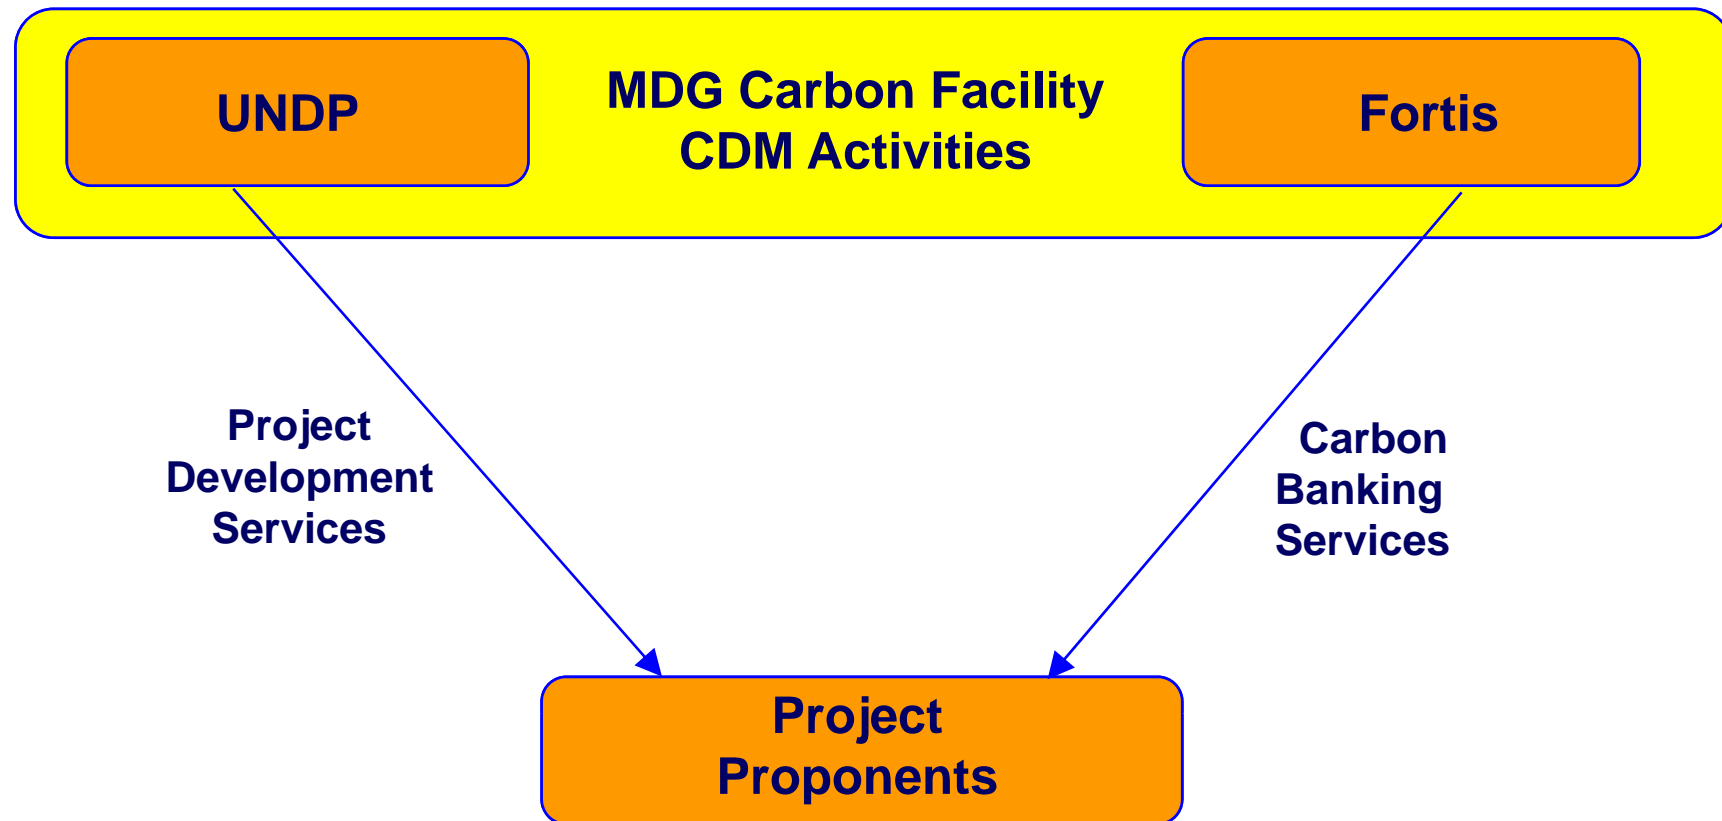 UNDP
MDG Carbon Facility
CDM Activities
Fortis
Project
Development
Services
Carbon
Banking
Services
Project
Proponents